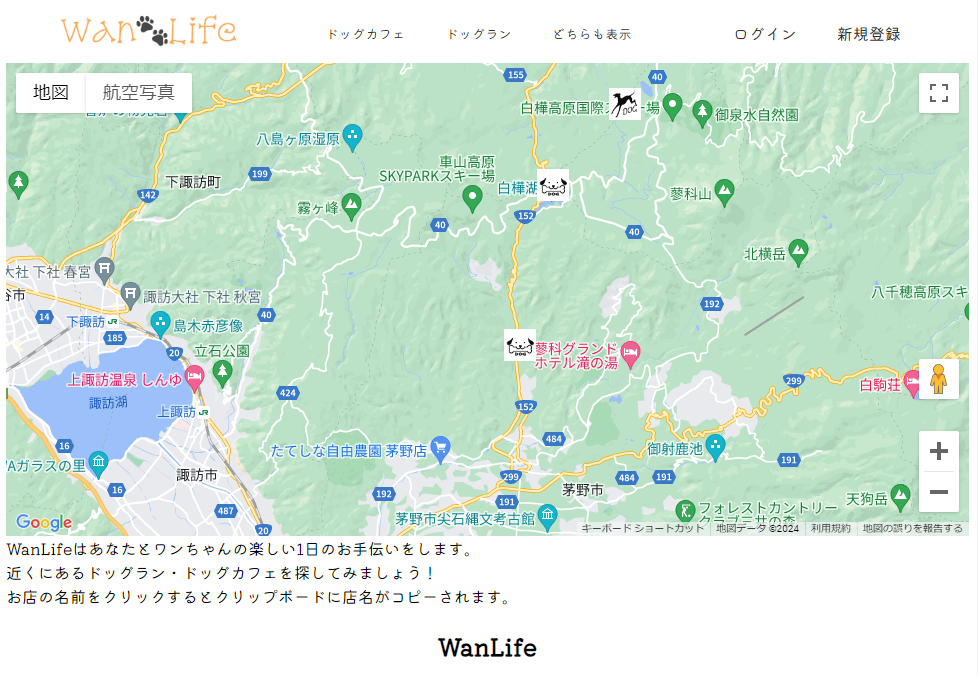 WanLife
ドッグカフェ
ドッグラン
どちらも表示
ログイン
新規登録
地図
航空写真
155
40
白樺高原国際ス
ー場
DOG
御泉水自然園
八島ヶ原湿原
車山高原
SKYPARKスキー場
199
下諏訪町
142
白樺湖
DOG
蓼科山
霧ヶ峰
152
40
40
北横岳
大社 下社 春宮
谷市
諏訪大社 下社 秋宮
八千穂高原スキ
192
14
下諏訪
JR
島木赤彦像
40
185
20
立石公園
DOG
蓼科グランド
ホテル滝の湯
上諏訪温泉 しんゆ
299
白駒荘
諏訪湖
424
上諏訪
JR
152
16
484
たてしな自由農園 茅野店
御射鹿池
Aガラスの里
191
諏訪市
299
484
191
16
192
茅野市
天狗岳
191
487
フォレストカントリー
茅野市尖石縄文考古館
20
Google
キーボード ショートカット
地図データ ©2024
利用規約
地図の誤りを報告する
WanLifeはあなたとワンちゃんの楽しい1日のお手伝いをします。
近くにあるドッグラン・ドッグカフェを探してみましょう！
お店の名前をクリックするとクリップボードに店名がコピーされます。
WanLife